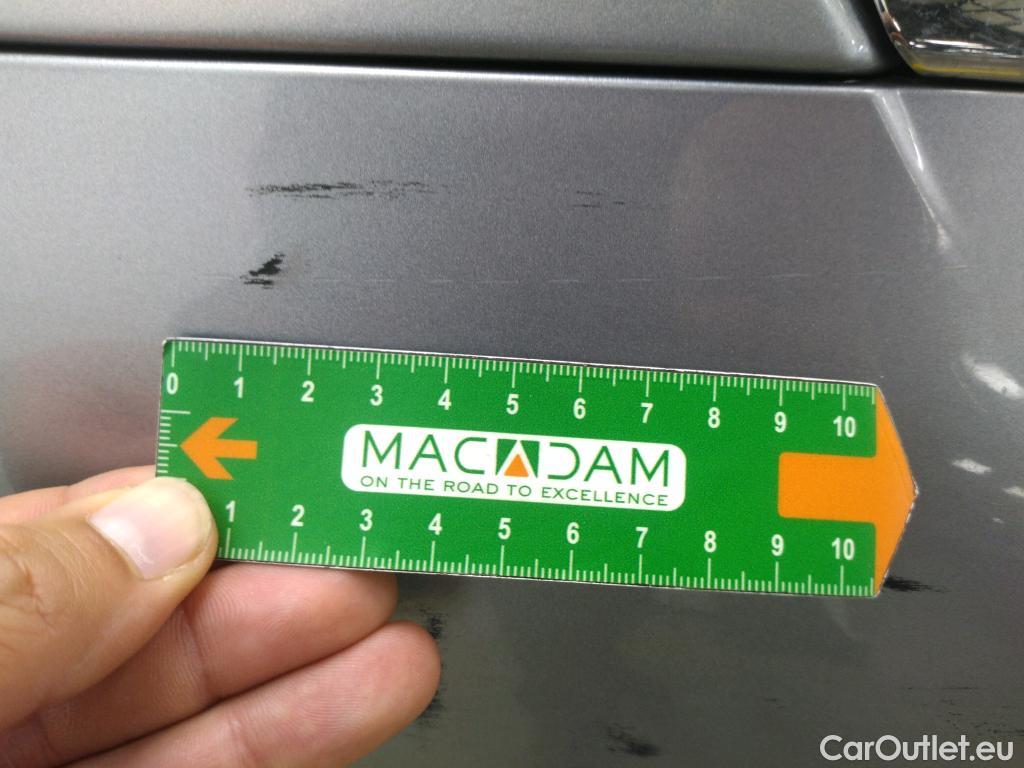 0 1 2 3 4 5 6 7 8 9 10
MACADAM
ON THE ROAD TO EXCELLENCE
1 2 3 4 5 6 7 8 9 10
CarOutlet.eu